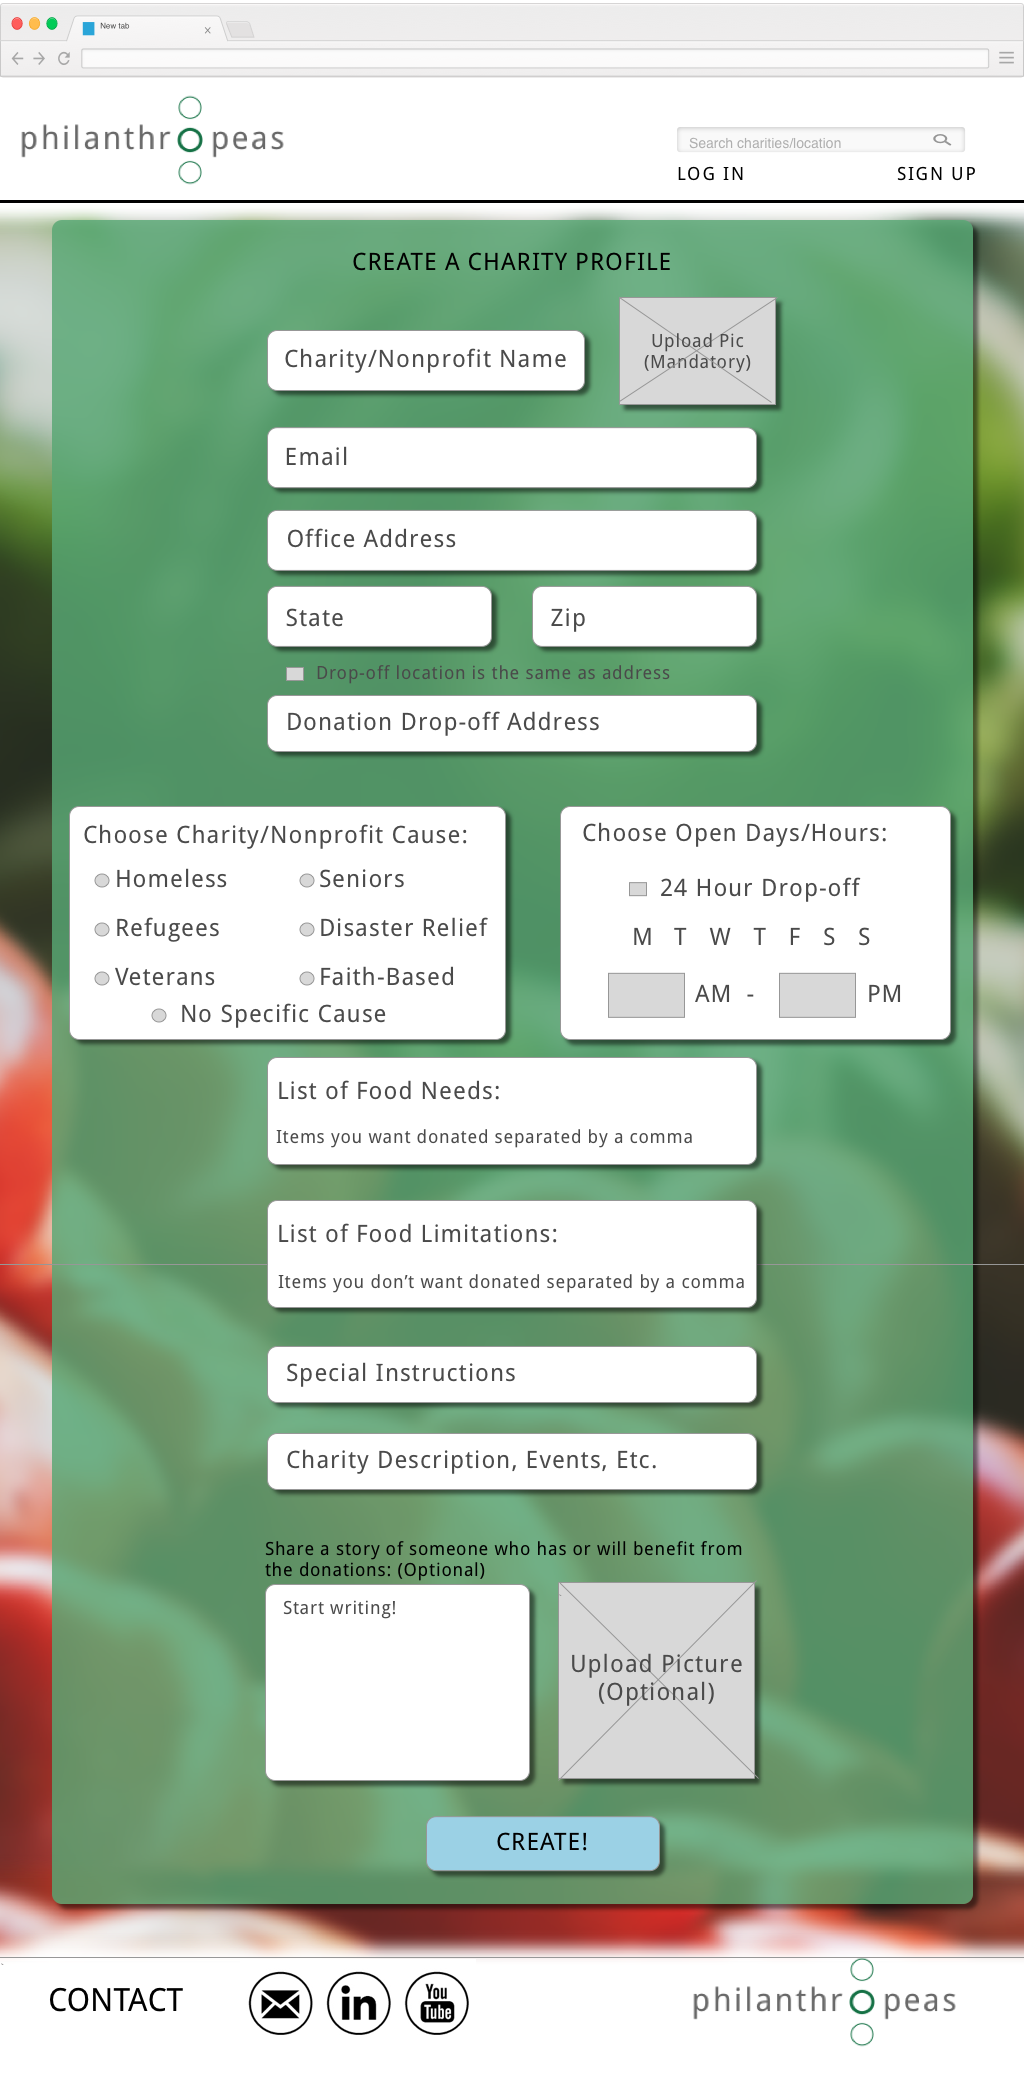 New tab
philanthropeas
Search charities/location
LOG IN
SIGN UP
CREATE A CHARITY PROFILE
Charity/Nonprofit Name
Upload Pic
(Mandatory)
Email
Office Address
State
Zip
Drop-off location is the same as address
Donation Drop-off Address
Choose Charity/Nonprofit Cause:
Homeless
Seniors
Refugees
Disaster Relief
Veterans
Faith-Based
No Specific Cause
Choose Open Days/Hours:
24 Hour Drop-off
M T W T F S S
AM - PM
List of Food Needs:
Items you want donated separated by a comma
List of Food Limitations:
Items you don’t want donated separated by a comma
Special Instructions
Charity Description, Events, Etc.
Share a story of someone who has or will benefit from
the donations: (Optional)
Start writing!
Upload Picture
(Optional)
CREATE!
CONTACT
in
You
Tube
philanthropeas